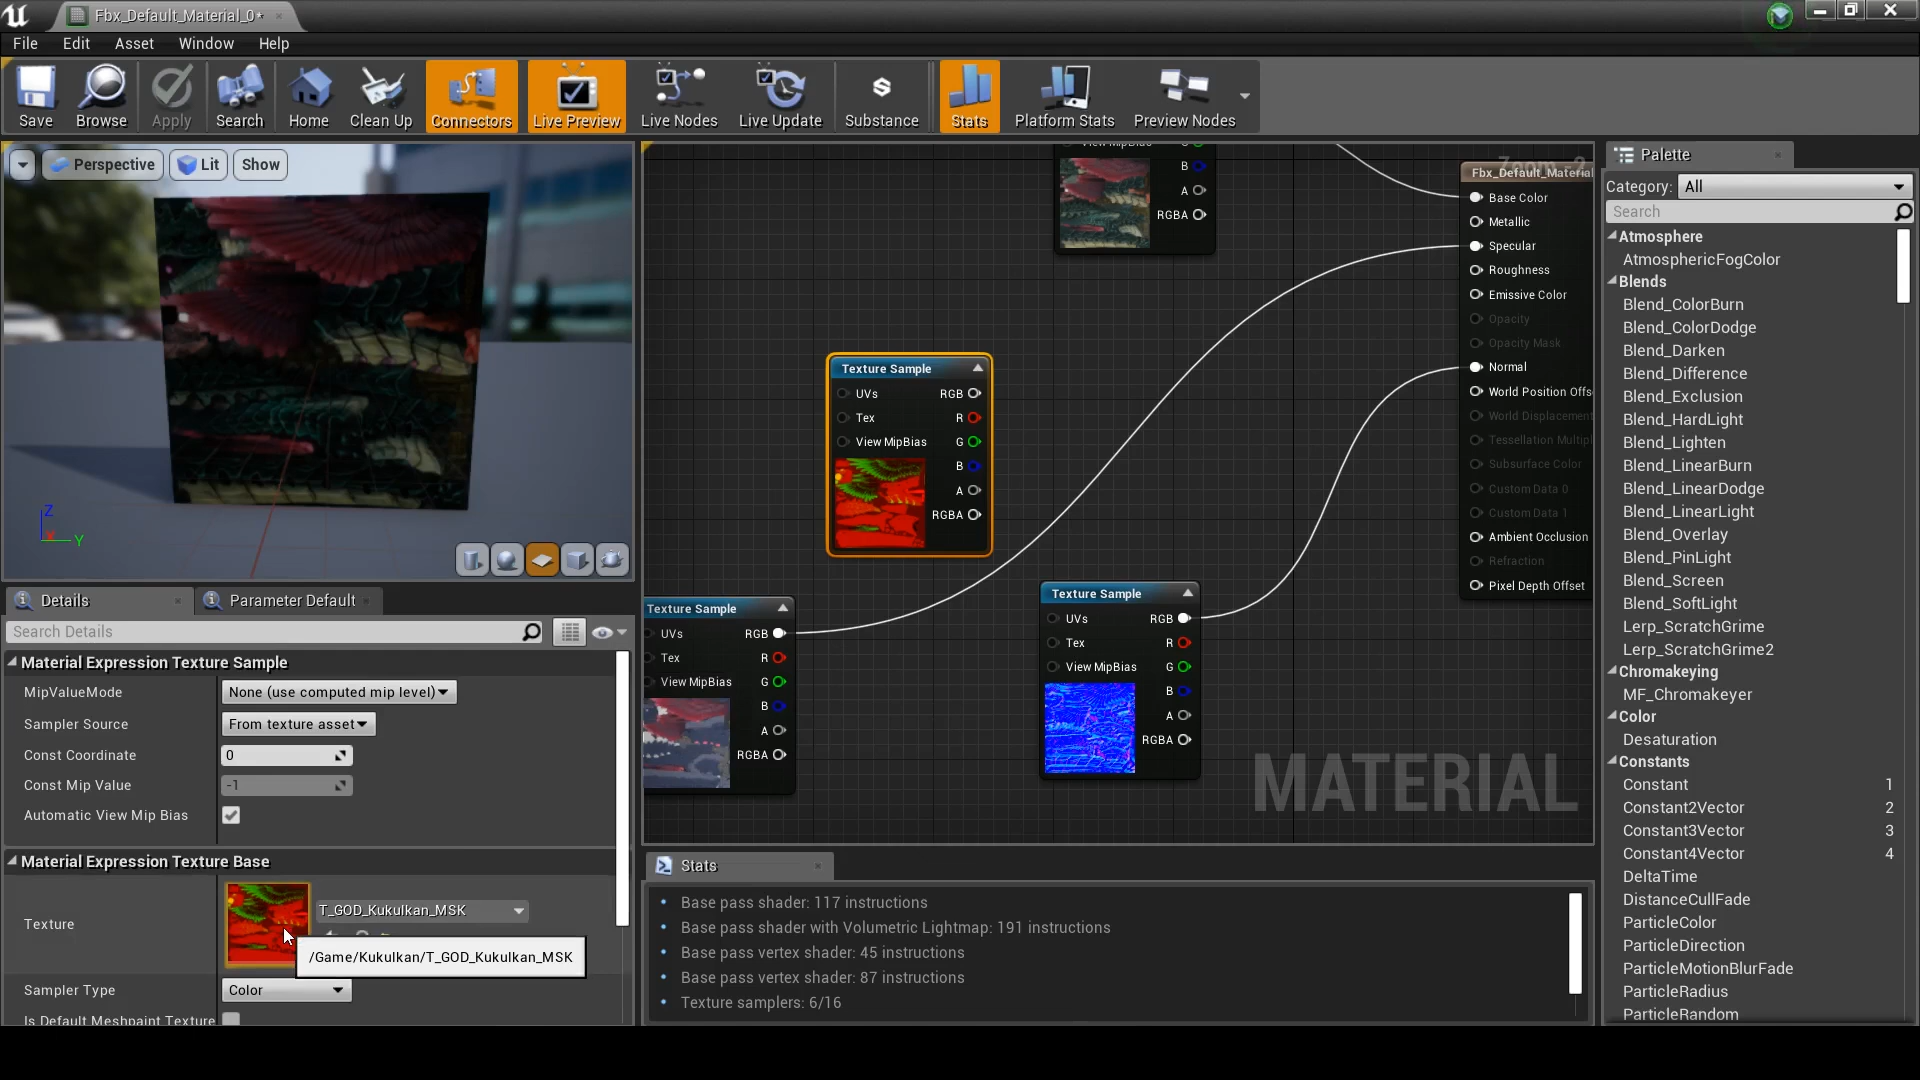 Fbx_Default_Material_0*
File Edit Asset Window Help
Save Browse Apply Search Home Clean Up Connectors Live Preview Live Nodes Live Update Substance Stats Platform Stats Preview Nodes
Perspective Lit Show
Z
X
Y
Details
Parameter Default
Search Details
Material Expression Texture Sample
MipValueMode None (use computed mip level)
Sampler Source From texture asset
Const Coordinate 0
Const Mip Value -1
Automatic View Mip Bias
Material Expression Texture Base
Texture T_GOD_Kukulkan_MSK
/Game/Kukulkan/T_GOD_Kukulkan_MSK
Sampler Type Color
Is Default Meshpaint Texture
Zoom -2
View MipBias G
B
A
RGBA
Texture Sample
UVs RGB
Tex R
View MipBias G
B
A
RGBA
Texture Sample
UVs RGB
Tex R
View MipBias G
B
A
RGBA
Texture Sample
UVs RGB
Tex R
View MipBias G
B
A
RGBA
Fbx_Default_Material
Base Color
Metallic
Specular
Roughness
Emissive Color
Opacity
Opacity Mask
Normal
World Position Offs
World Displacement
Tessellation Multipl
Subsurface Color
Custom Data 0
Custom Data 1
Ambient Occlusion
Refraction
Pixel Depth Offset
MATERIAL
Stats
Base pass shader: 117 instructions
Base pass shader with Volumetric Lightmap: 191 instructions
Base pass vertex shader: 45 instructions
Base pass vertex shader: 87 instructions
Texture samplers: 6/16
Palette
Category: All
Search
Atmosphere
AtmosphericFogColor
Blends
Blend_ColorBurn
Blend_ColorDodge
Blend_Darken
Blend_Difference
Blend_Exclusion
Blend_HardLight
Blend_Lighten
Blend_LinearBurn
Blend_LinearDodge
Blend_LinearLight
Blend_Overlay
Blend_PinLight
Blend_Screen
Blend_SoftLight
Lerp_ScratchGrime
Lerp_ScratchGrime2
Chromakeying
MF_Chromakeyer
Color
Desaturation
Constants
Constant 1
Constant2Vector 2
Constant3Vector 3
Constant4Vector 4
DeltaTime
DistanceCullFade
ParticleColor
ParticleDirection
ParticleMotionBlurFade
ParticleRadius
ParticleRandom